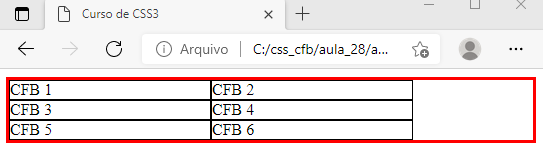 Curso de CSS3
Arquivo C:/css_cfb/aula_28/a...
CFB 1 CFB 2
CFB 3 CFB 4
CFB 5 CFB 6